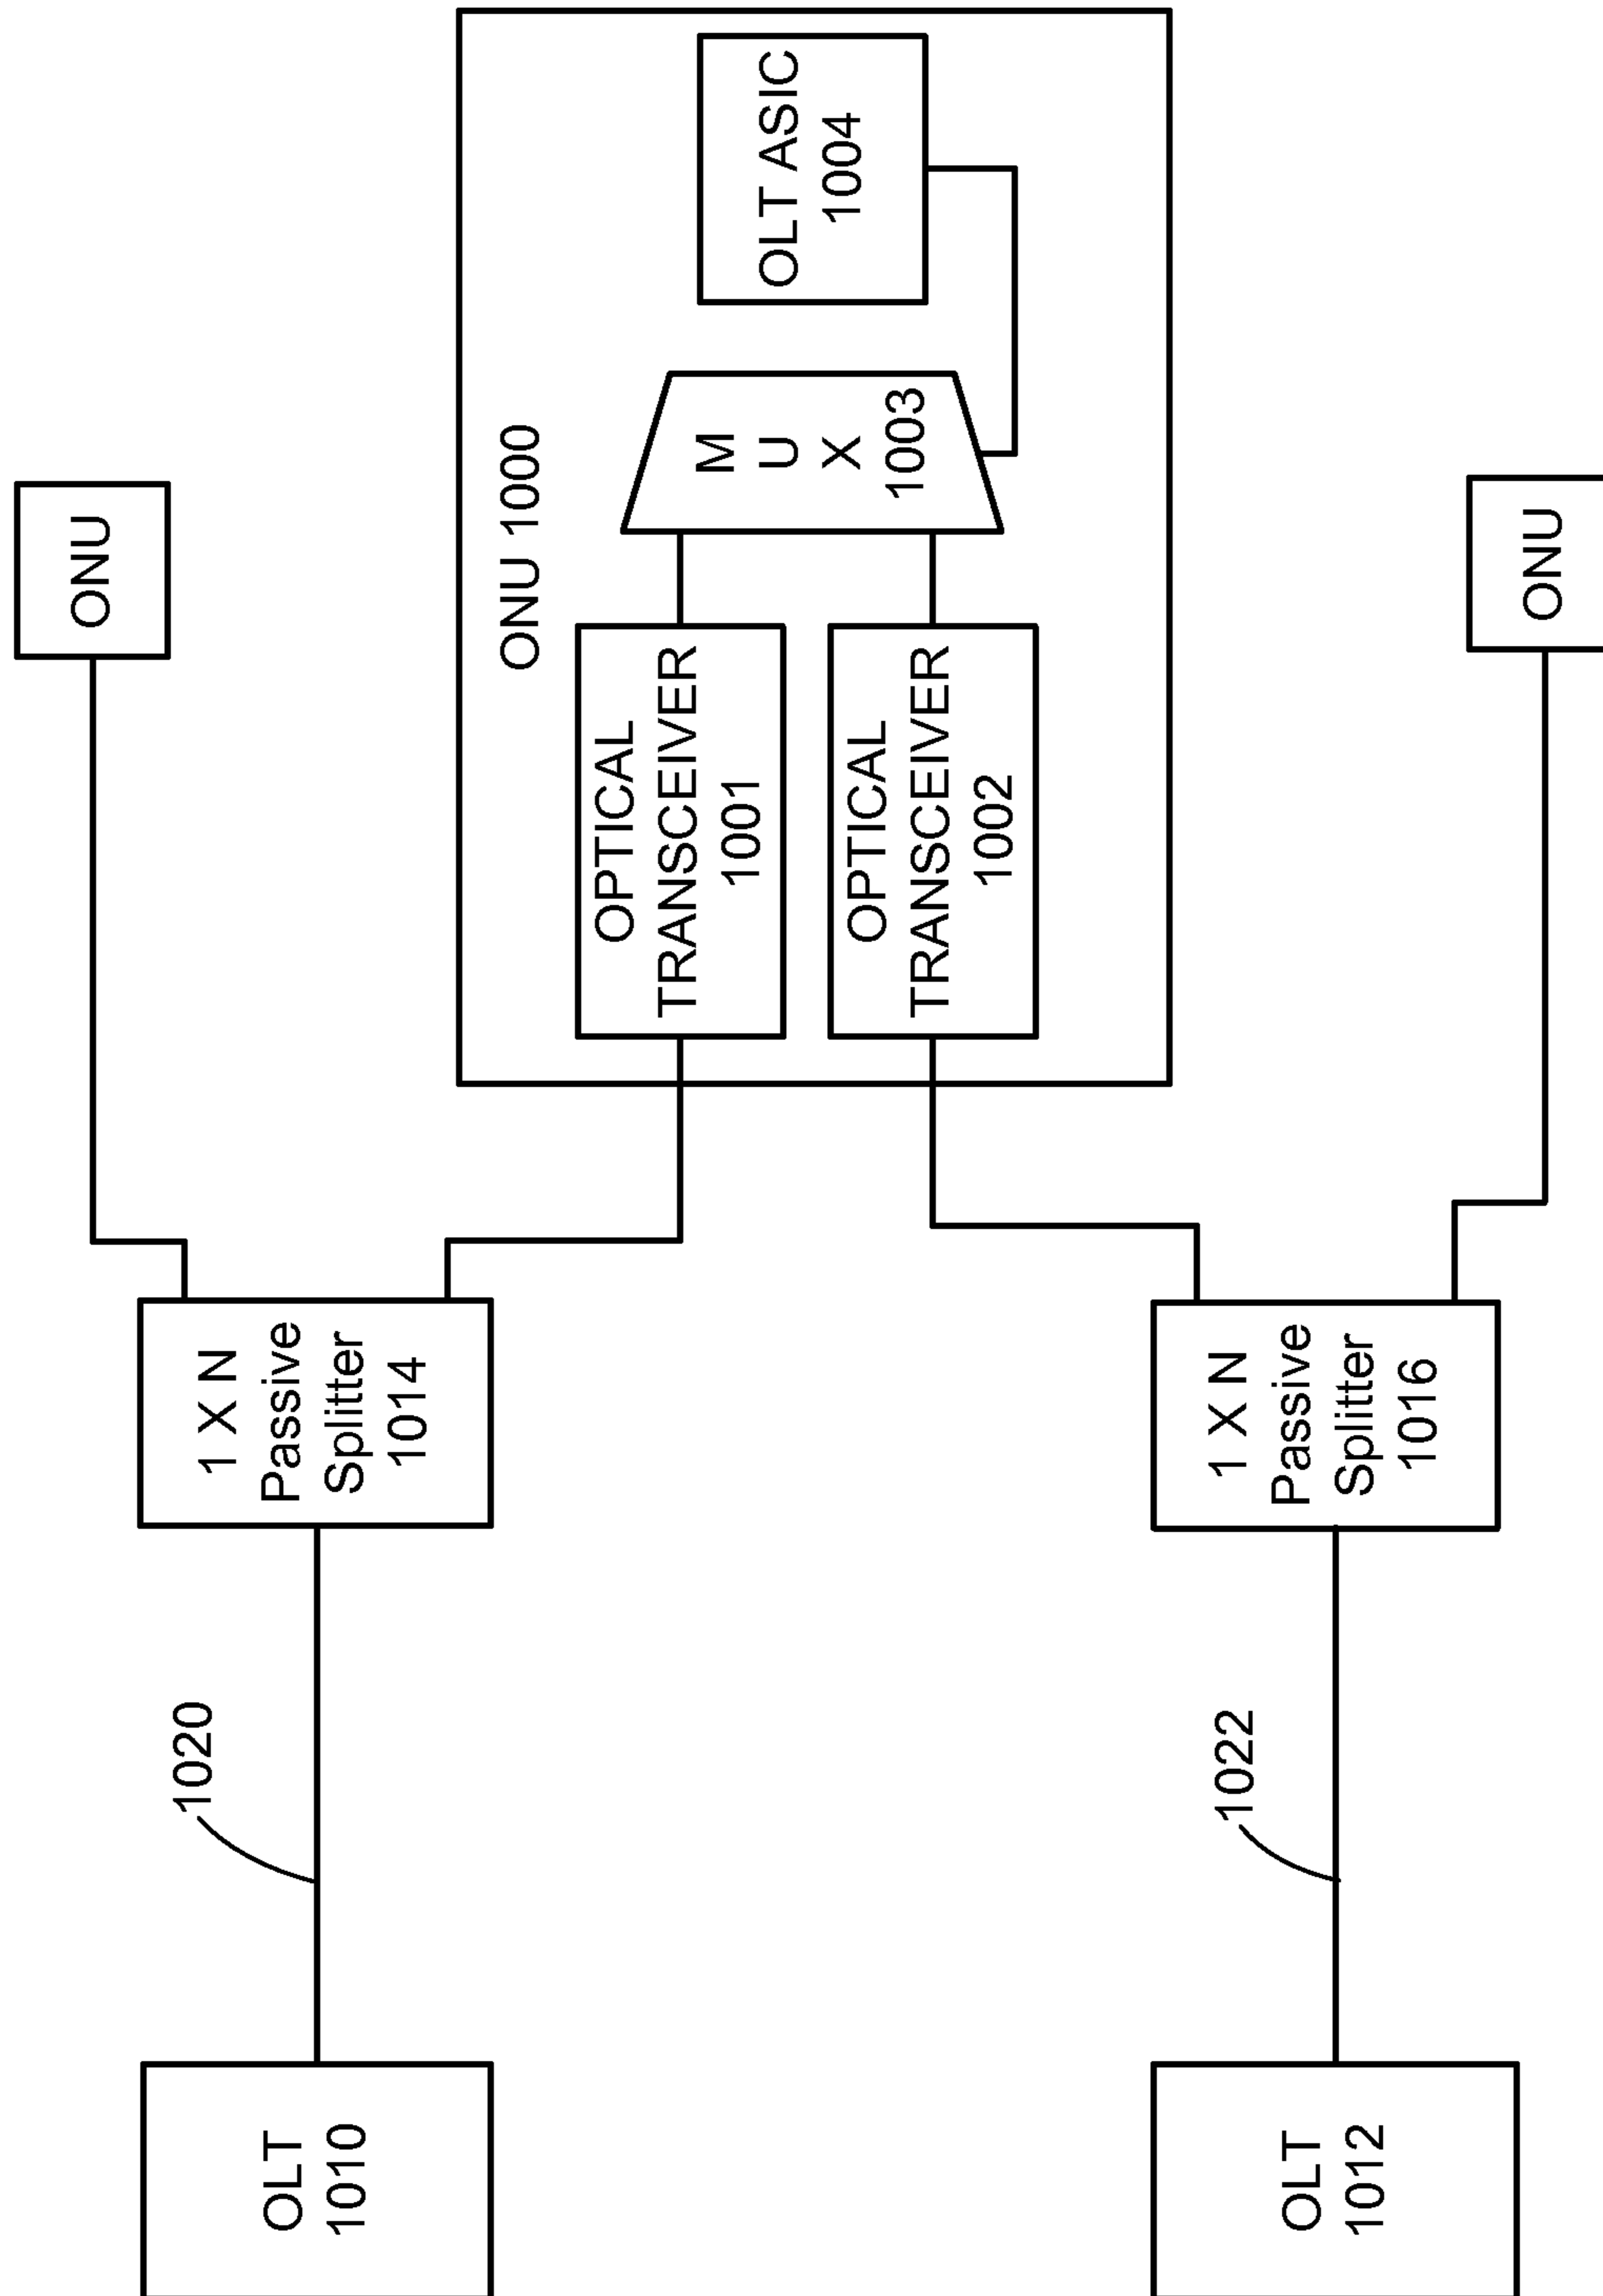 OLT
1010
1020
1 X N
Passive
Splitter
1014
ONU
ONU 1000
OPTICAL
TRANSCEIVER
1001
OPTICAL
TRANSCEIVER
1002
M
U
X
1003
OLT ASIC
1004
OLT
1012
1022
1 X N
Passive
Splitter
1016
ONU